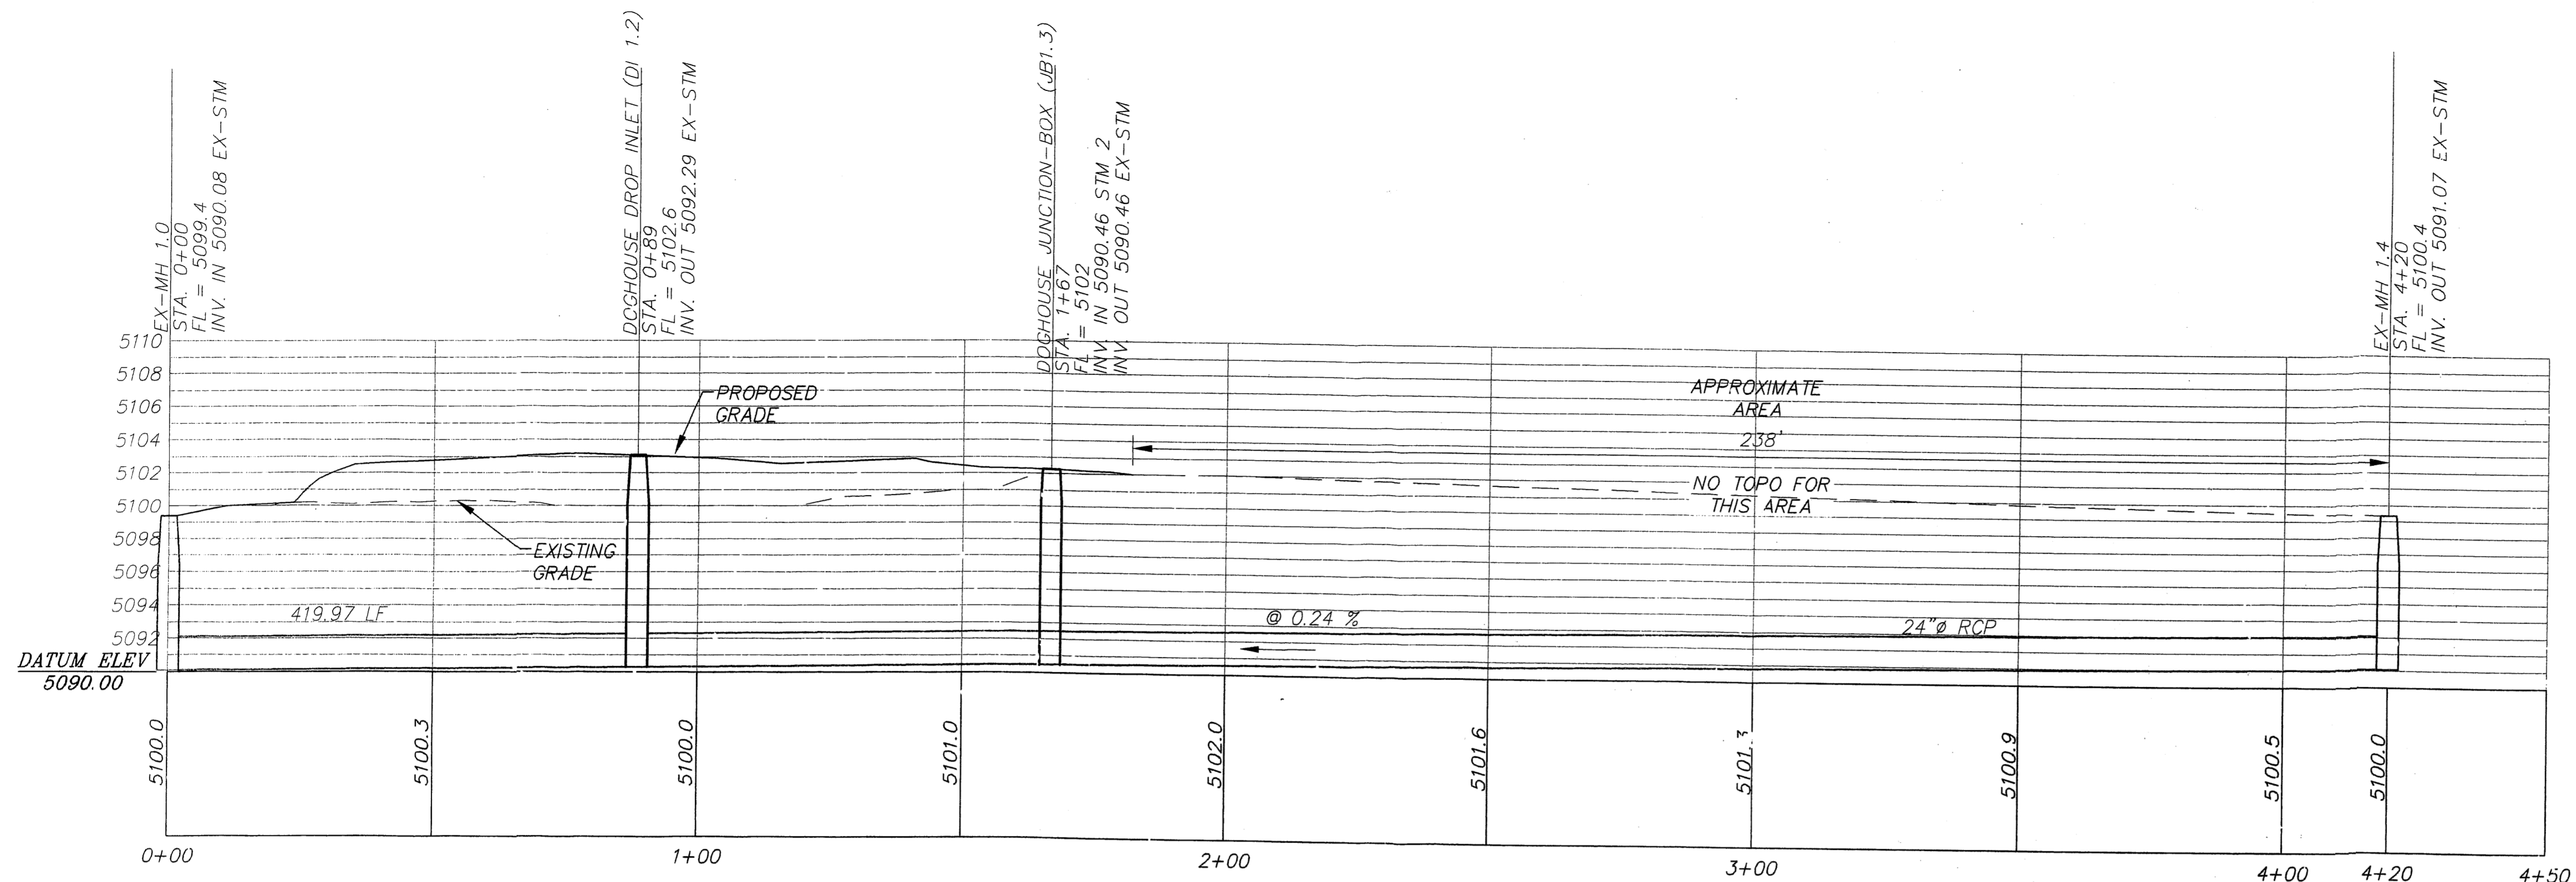 EX-MH 1.0
STA. 0+00
FL = 5099.4
INV. IN 5090.08 EX-STM
DOGHOUSE DROP INLET (DI 1.2)
STA. 0+89
FL = 5102.6
INV. OUT 5092.29 EX-STM
DOGHOUSE JUNCTION-BOX (JB1.3)
STA. 1+67
FL = 5102
INV. IN 5090.46 STM 2
INV. OUT 5090.46 EX-STM
EX-MH 1.4
STA. 4+20
FL = 5100.4
INV. OUT 5091.07 EX-STM
5110
5108
5106
5104
5102
5100
5098
5096
5094
5092
DATUM ELEV
5090.00
PROPOSED
GRADE
EXISTING
GRADE
APPROXIMATE
AREA
238'
NO TOPO FOR
THIS AREA
419.97 LF
@ 0.24 %
24"ø RCP
5100.0
5100.3
5100.0
5101.0
5102.0
5101.6
5101.3
5100.9
5100.5
5100.0
0+00
1+00
2+00
3+00
4+00
4+20
4+50